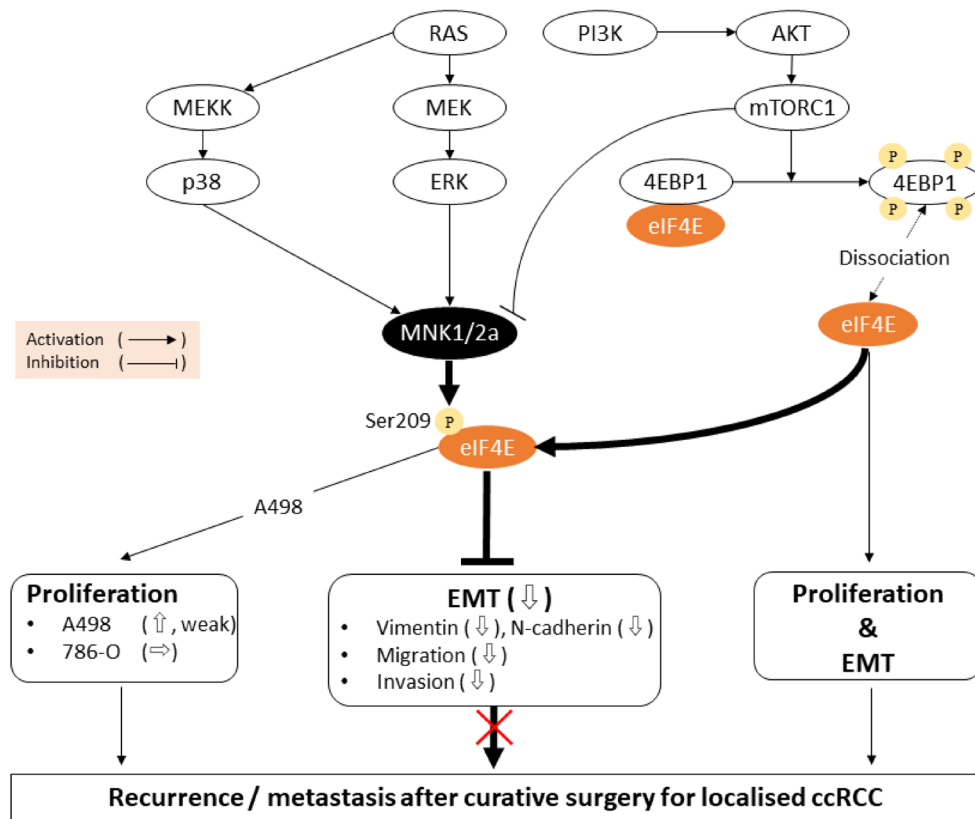 RAS
PI3K
AKT
MEKK
MEK
mTORC1
p38
ERK
4EBP1
eIF4E
P
P
4EBP1
P
P
Dissociation
eIF4E
Activation ( )
Inhibition ( )
MNK1/2a
Ser209
P
eIF4E
A498
Proliferation
• A498 (⇧, weak)
• 786-O (⇨)
EMT (⇩)
• Vimentin (⇩), N-cadherin (⇩)
• Migration (⇩)
• Invasion (⇩)
Proliferation
&
EMT
Recurrence / metastasis after curative surgery for localised ccRCC